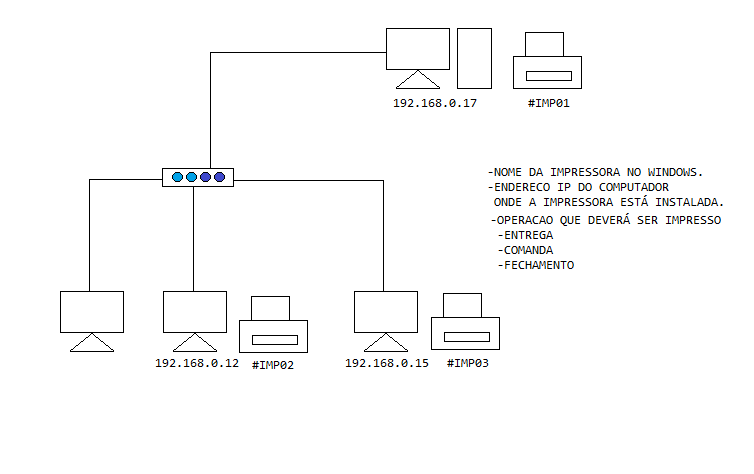 192.168.0.17
#IMP01
-NOME DA IMPRESSORA NO WINDOWS.
-ENDERECO IP DO COMPUTADOR
ONDE A IMPRESSORA ESTÁ INSTALADA.
-OPERACAO QUE DEVERÁ SER IMPRESSO
-ENTREGA
-COMANDA
-FECHAMENTO
192.168.0.12
#IMP02
192.168.0.15
#IMP03